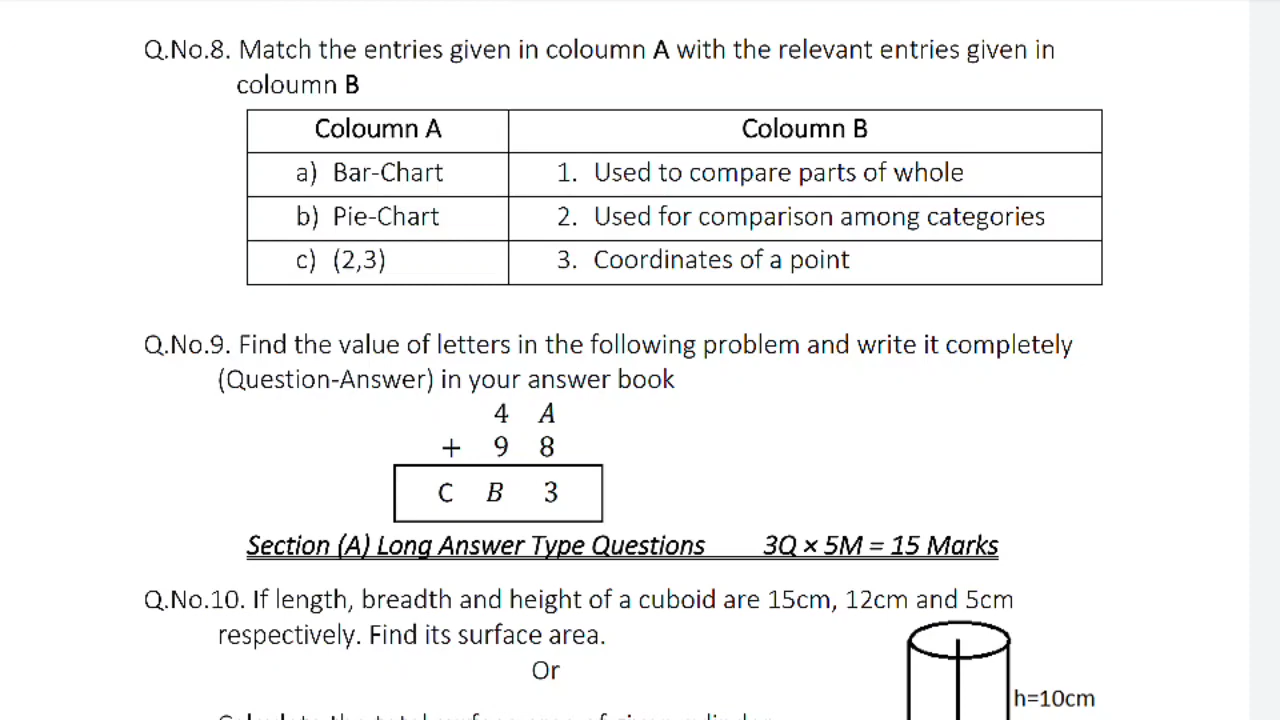 Q.No.8. Match the entries given in coloumn A with the relevant entries given in
coloumn B
Coloumn A Coloumn B
a) Bar-Chart 1. Used to compare parts of whole
b) Pie-Chart 2. Used for comparison among categories
c) (2,3) 3. Coordinates of a point
Q.No.9. Find the value of letters in the following problem and write it completely
(Question-Answer) in your answer book
4 A
+ 9 8
C B 3
Section (A) Long Answer Type Questions 3Q × 5M = 15 Marks
Q.No.10. If length, breadth and height of a cuboid are 15cm, 12cm and 5cm
respectively. Find its surface area.
Or
h=10cm